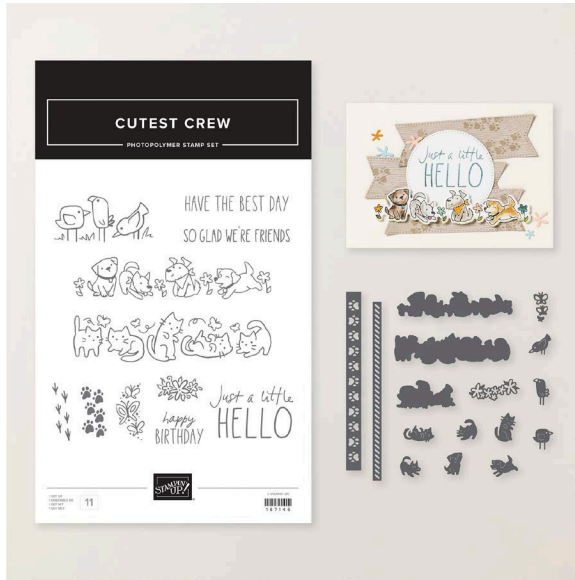 CUTEST CREW
PHOTOPOLYMER STAMP SET
HAVE THE BEST DAY
SO GLAD WE'RE FRIENDS
happy
BIRTHDAY
Just a little
HELLO
STAMPIN'
UP!
11
Just a little
HELLO